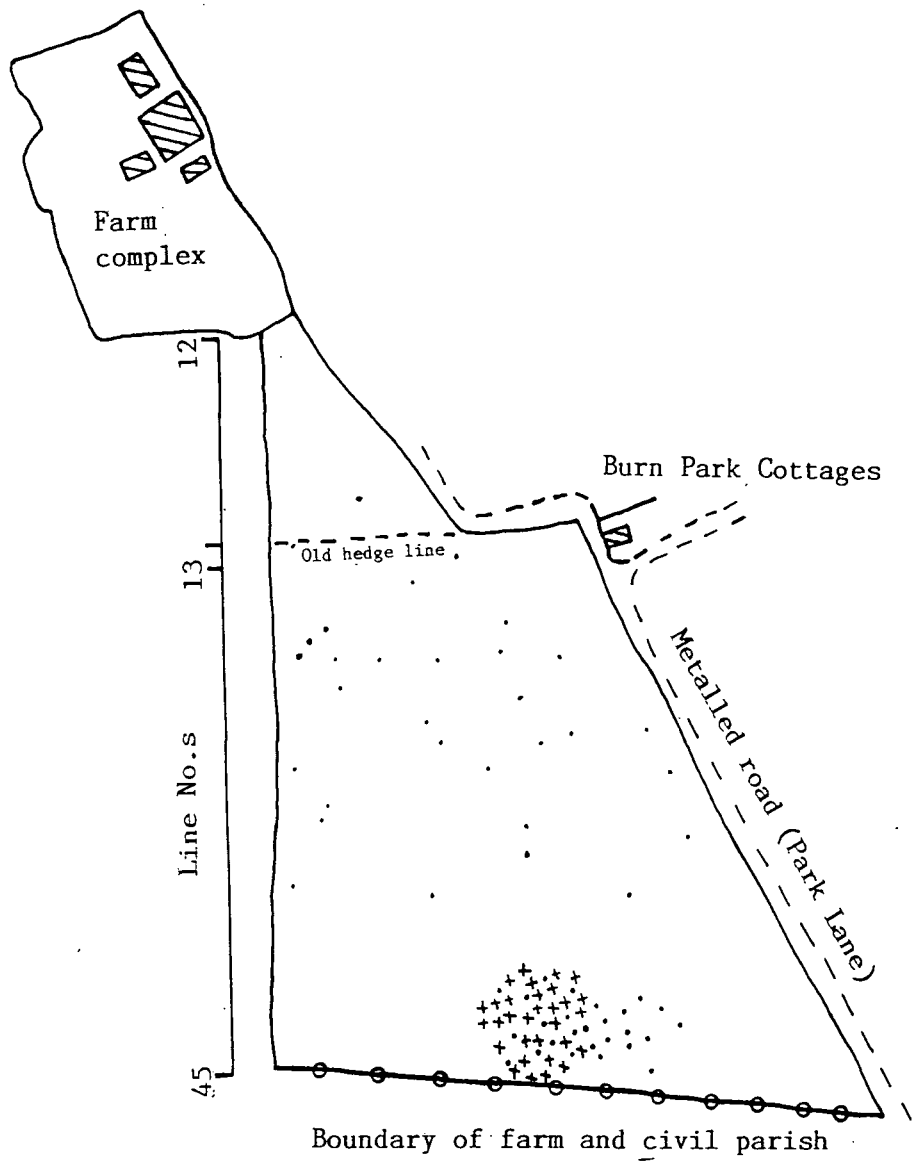 Farm
complex
12
Burn Park Cottages
Old hedge line
13
Metalled road (Park Lane)
Line No.s
45
Boundary of farm and civil parish